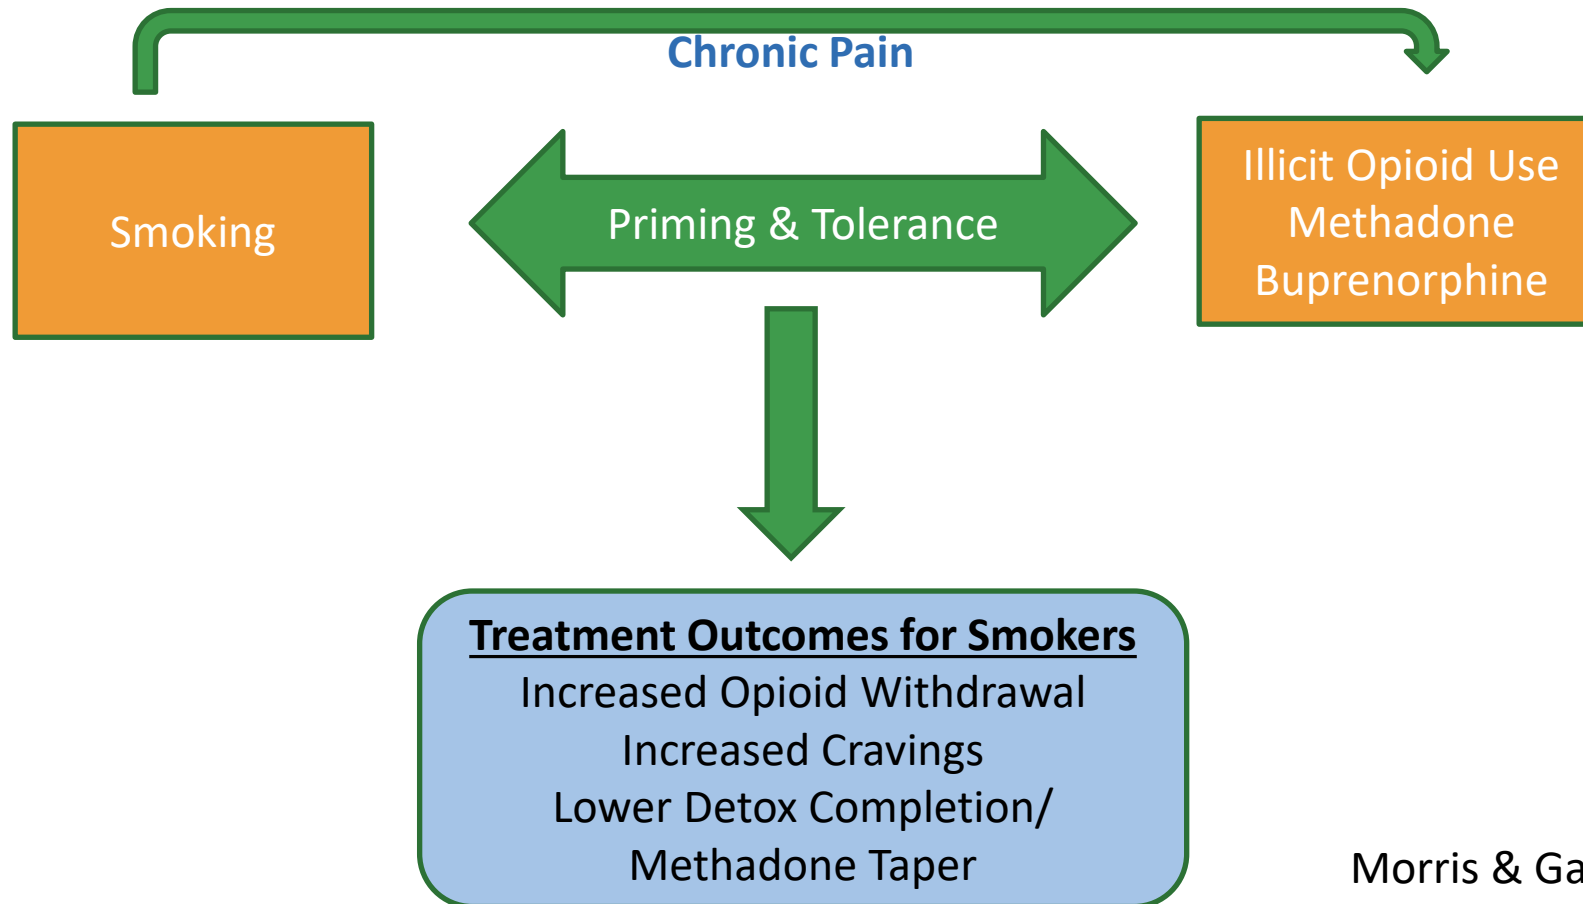 Chronic Pain
Smoking
Priming & Tolerance
Illicit Opioid Use
Methadone
Buprenorphine
Treatment Outcomes for Smokers
Increased Opioid Withdrawal
Increased Cravings
Lower Detox Completion/
Methadone Taper
Morris & Ga